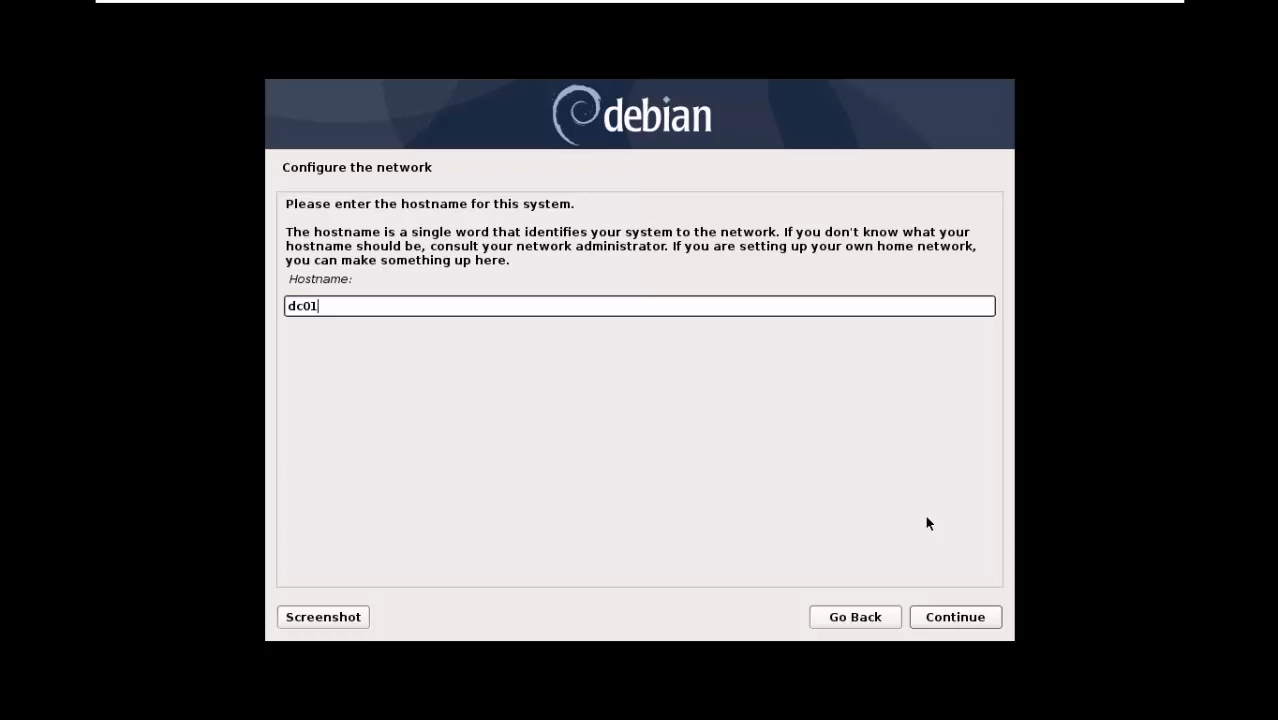 debian
Configure the network
Please enter the hostname for this system.
The hostname is a single word that identifies your system to the network. If you don't know what your
hostname should be, consult your network administrator. If you are setting up your own home network,
you can make something up here.
Hostname:
dc01
Screenshot
Go Back
Continue